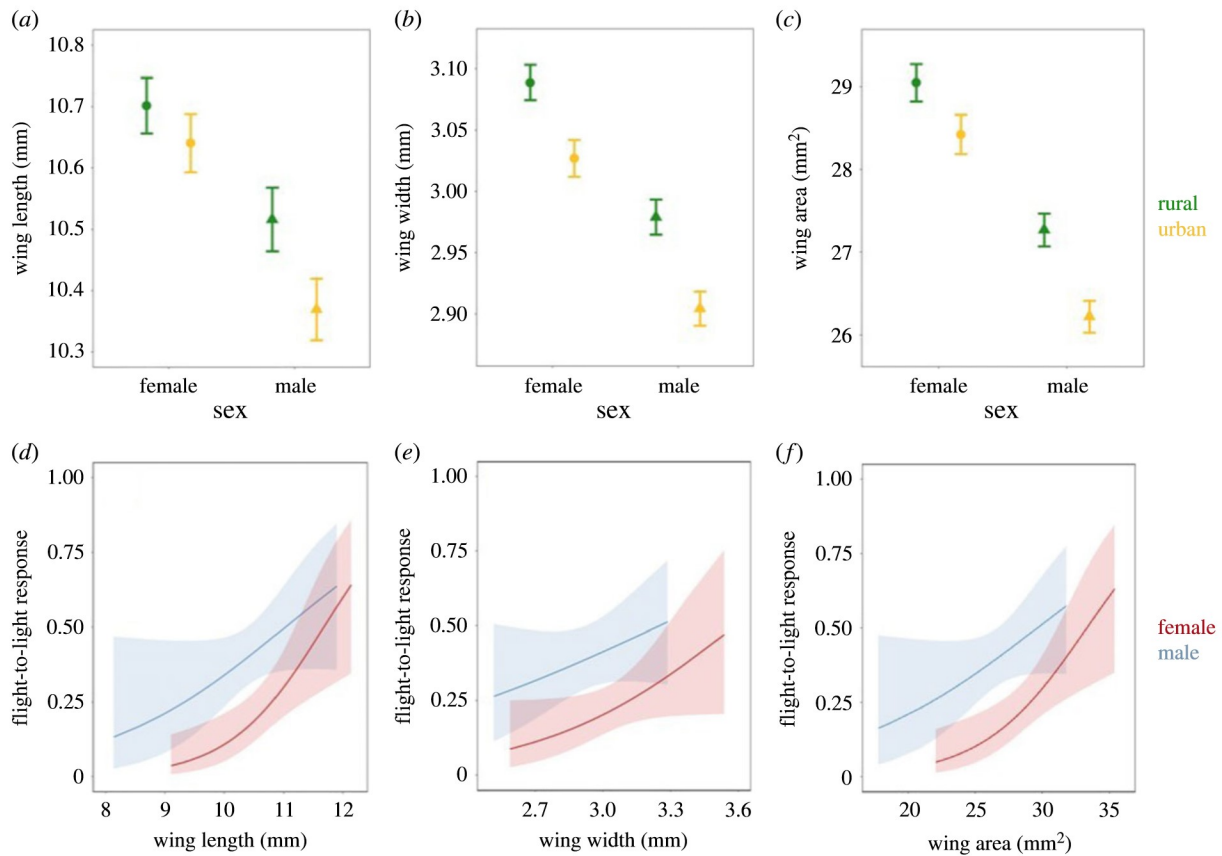 (a)
wing length (mm)
10.8
10.7
10.6
10.5
10.4
10.3
female male
sex
(b)
wing width (mm)
3.10
3.05
3.00
2.95
2.90
female male
sex
(c)
wing area (mm²)
29
28
27
26
female male
sex
rural
urban
(d)
flight-to-light response
1.00
0.75
0.50
0.25
0
8 9 10 11 12
wing length (mm)
(e)
flight-to-light response
1.00
0.75
0.50
0.25
0
2.7 3.0 3.3 3.6
wing width (mm)
(f)
flight-to-light response
1.00
0.75
0.50
0.25
0
20 25 30 35
wing area (mm²)
female
male